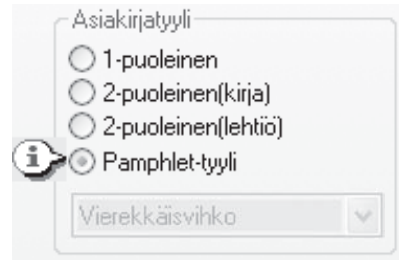 Asiakirjatyyli
1-puoleinen
2-puoleinen(kirja)
2-puoleinen(lehtiö)
Pamphlet-tyyli
Vierekkäisvihko